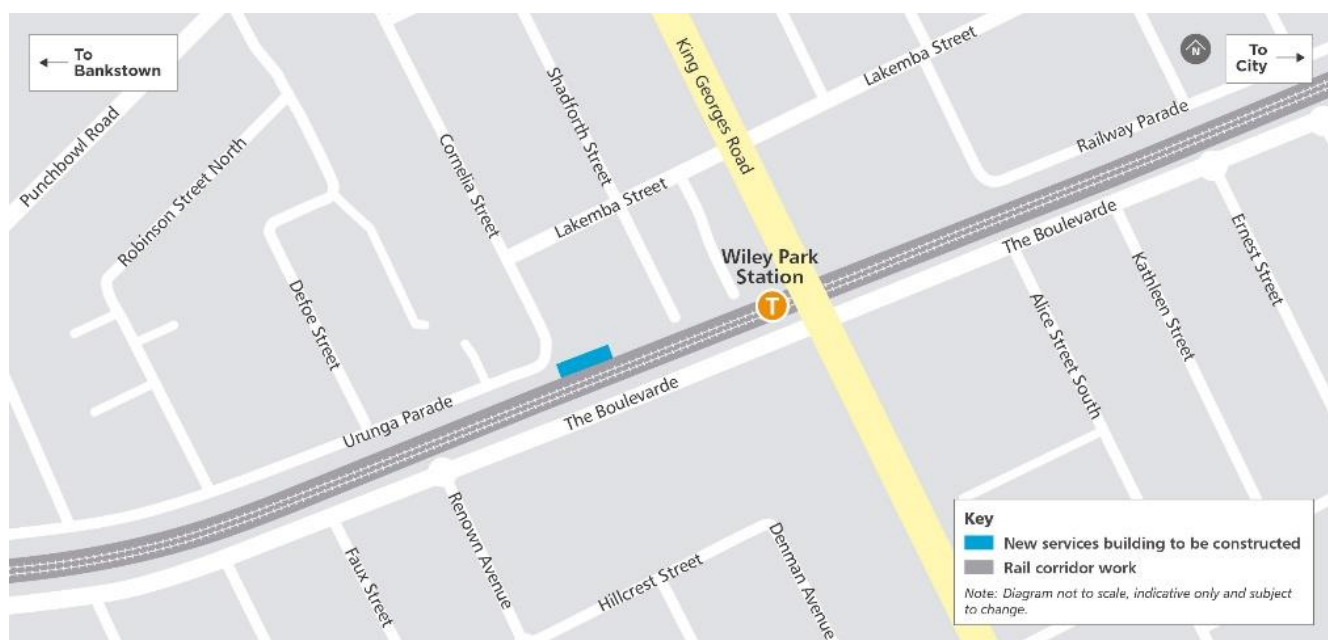 To
Bankstown
Punchbowl Road
Robinson Street North
Defoe Street
Cornelia Street
Shadforth Street
Lakemba Street
King Georges Road
Lakemba Street
N
To
City
Railway Parade
Wiley Park
Station
T
The Boulevarde
Urunga Parade
The Boulevarde
Alice Street South
Kathleen Street
Ernest Street
Faux Street
Renown Avenue
Hillcrest Street
Denman Avenue
Key
New services building to be constructed
Rail corridor work
Note: Diagram not to scale, indicative only and subject
to change.